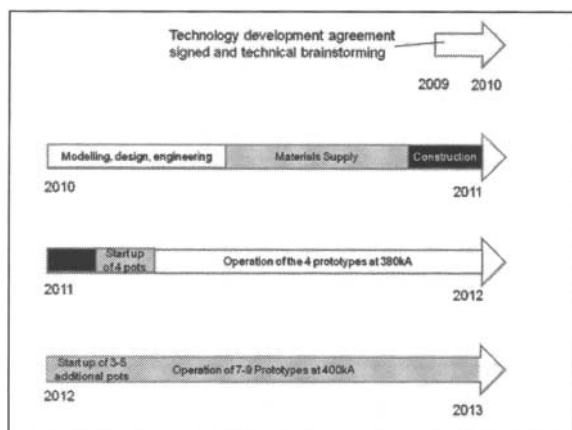 Technology development agreement
signed and technical brainstorming
2009 2010
Modelling, design, engineering Materials Supply Construction
2010 2011
Start up
of 4 pots Operation of the 4 prototypes at 380kA
2011 2012
Start up of 3-5
additional pots Operation of 7-9 Prototypes at 400kA
2012 2013